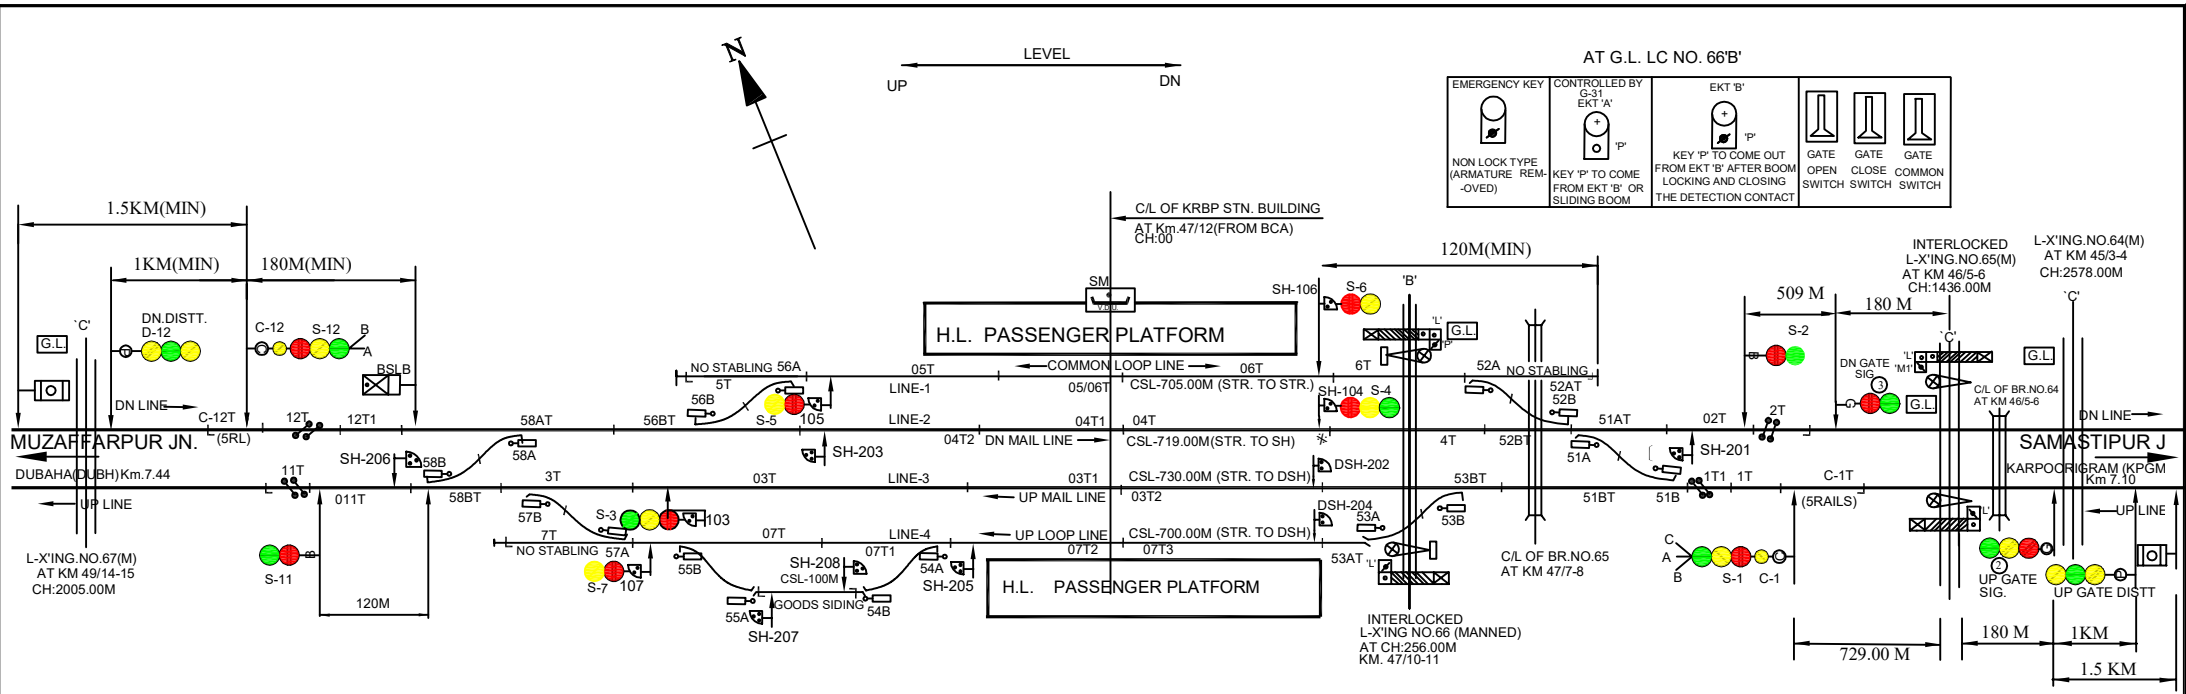 N
LEVEL
UP
DN
AT G.L. LC NO. 66'B'
EMERGENCY KEY
NON LOCK TYPE
(ARMATURE REM-
-OVED)
CONTROLLED BY
G-31
EKT 'A'
+
'P'
KEY 'P' TO COME
FROM EKT 'B' OR
SLIDING BOOM
EKT 'B'
+
'P'
KEY 'P' TO COME OUT
FROM EKT 'B' AFTER BOOM
LOCKING AND CLOSING
THE DETECTION CONTACT
GATE
OPEN
SWITCH
GATE
CLOSE
SWITCH
GATE
COMMON
SWITCH
1.5KM(MIN)
1KM(MIN)
180M(MIN)
C/L OF KRBP STN. BUILDING
AT Km.47/12(FROM BCA)
CH:00
120M(MIN)
509 M
180 M
INTERLOCKED
L-X'ING.NO.65(M)
AT KM 46/5-6
CH:1436.00M
L-X'ING.NO.64(M)
AT KM 45/3-4
CH:2578.00M
G.L.
'C'
DN.DISTT.
D-12
C-12
S-12
B
A
BSLB
SM
V.D.U.
H.L. PASSENGER PLATFORM
SH-106
S-6
'B'
'L'
G.L.
'P'
S-2
DN GATE
SIG.
3
G
G.L.
'C'
'L'
'M1'
G.L.
'C'
C/L OF BR.NO.64
AT KM 46/5-6
NO STABLING
56A
5T
05T
COMMON LOOP LINE
06T
6T
52A
NO STABLING
LINE-1
05/06T
CSL-705.00M (STR. TO STR.)
52AT
52B
56B
S-5
105
SH-104
S-4
DN LINE
C-12T
(5RL)
12T
12T1
58AT
56BT
LINE-2
04T1
04T
51AT
02T
2T
DN LINE
MUZAFFARPUR JN.
SAMASTIPUR J
SH-206
58B
58A
SH-203
04T2
DN MAIL LINE
CSL-719.00M(STR. TO SH)
4T
52BT
51A
SH-201
DUBAHA(DUBH)Km.7.44
KARPOORIGRAM (KPGM
Km 7.10
11T
3T
03T
LINE-3
03T1
CSL-730.00M (STR. TO DSH)
DSH-202
53BT
1T1
1T
C-1T
UP LINE
011T
58BT
UP MAIL LINE
03T2
51BT
51B
(5RAILS)
UP LINE
57B
S-3
103
DSH-204
53A
53B
'L'
NO STABLING
7T
57A
07T
LINE-4
UP LOOP LINE
CSL-700.00M (STR. TO DSH)
07T1
07T2
07T3
53AT
'L'
L-X'ING.NO.67(M)
AT KM 49/14-15
CH:2005.00M
S-11
B
S-7
107
55B
SH-208
CSL-100M
54A
SH-205
C/L OF BR.NO.65
AT KM 47/7-8
C
A
B
S-1
C-1
2
UP GATE
SIG.
UP GATE DISTT
120M
55A
GOODS SIDING
54B
SH-207
H.L. PASSENGER PLATFORM
INTERLOCKED
L-X'ING NO.66 (MANNED)
AT CH:256.00M
KM. 47/10-11
729.00 M
180 M
1KM
1.5 KM